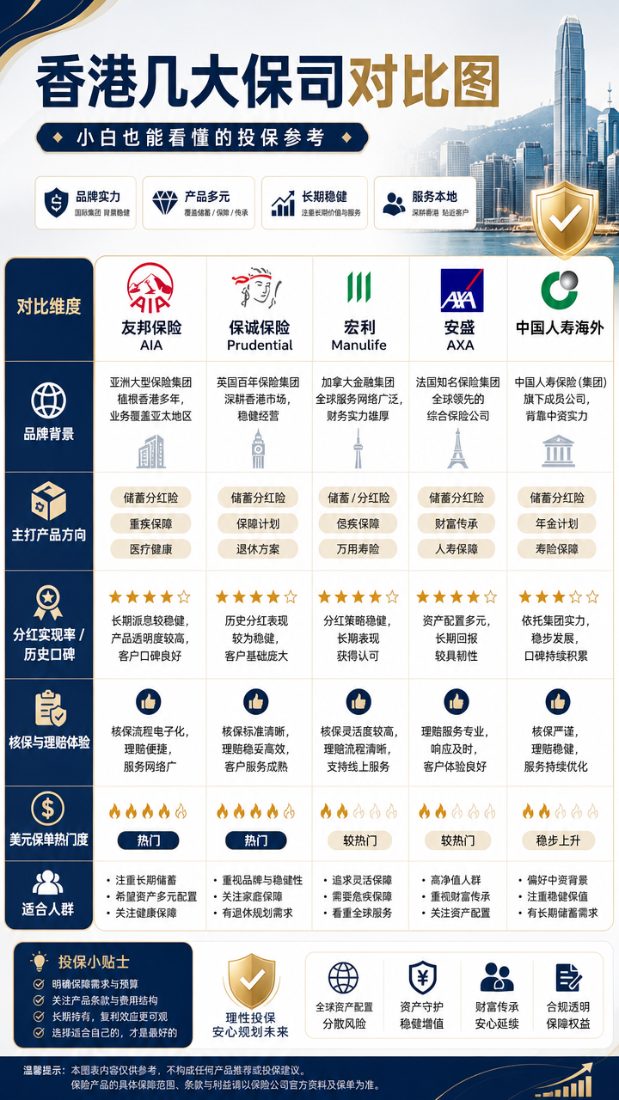 香港几大保司对比图
小白也能看懂的投保参考
品牌实力
国际集团 背景稳健
产品多元
覆盖储蓄 / 保障 / 传承
长期稳健
注重长期价值与服务
服务本地
深耕香港 贴近客户
对比维度
AIA
友邦保险
AIA
保诚保险
Prudential
宏利
Manulife
AXA
安盛
AXA
中国人寿海外
品牌背景
亚洲大型保险集团
植根香港多年，
业务覆盖亚太地区
英国百年保险集团
深耕香港市场，
稳健经营
加拿大金融集团
全球服务网络广泛，
财务实力雄厚
法国知名保险集团
全球领先的
综合保险公司
中国人寿保险 (集团)
旗下成员公司，
背靠中资实力
主打产品方向
储蓄分红险
重疾保障
医疗健康
储蓄分红险
保障计划
退休方案
储蓄 / 分红险
疾保障
万用寿险
储蓄分红险
财富传承
人寿保障
储蓄分红险
年金计划
寿险保障
分红实现率 /
历史口碑
长期派息较稳健，
产品透明度较高，
客户口碑良好
历史分红表现
较为稳健，
客户基础庞大
分红策略稳健，
长期表现
获得认可
资产配置多元，
长期回报
较具韧性
依托集团实力，
稳步发展，
口碑持续积累
核保与理赔体验
核保流程电子化，
理赔便捷，
服务网络广
核保标准清晰，
理赔稳妥高效，
客户服务成熟
核保灵活度较高，
理赔流程清晰，
支持线上服务
理赔服务专业，
响应及时，
客户体验良好
核保严谨，
理赔稳健，
服务持续优化
美元保单热门度
热门
热门
较热门
较热门
稳步上升
适合人群
• 注重长期储蓄
• 希望资产多元配置
• 关注健康保障
• 重视品牌与稳健性
• 关注家庭保障
• 有退休规划需求
• 追求灵活保障
• 需要危疾保障
• 看重全球服务
• 高净值人群
• 重视财富传承
• 关注资产配置
• 偏好中资背景
• 注重稳健保值
• 有长期储蓄需求
投保小贴士
明确保障需求与预算
关注产品条款与费用结构
长期持有，复利效应更可观
选择适合自己的，才是最好的
理性投保
安心规划未来
全球资产配置
分散风险
资产守护
稳健增值
财富传承
安心延续
合规透明
保障权益
温馨提示：本图表内容仅供参考，不构成任何产品推荐或投保建议。
保险产品的具体保障范围、条款与利益请以保险公司官方资料及保单为准。